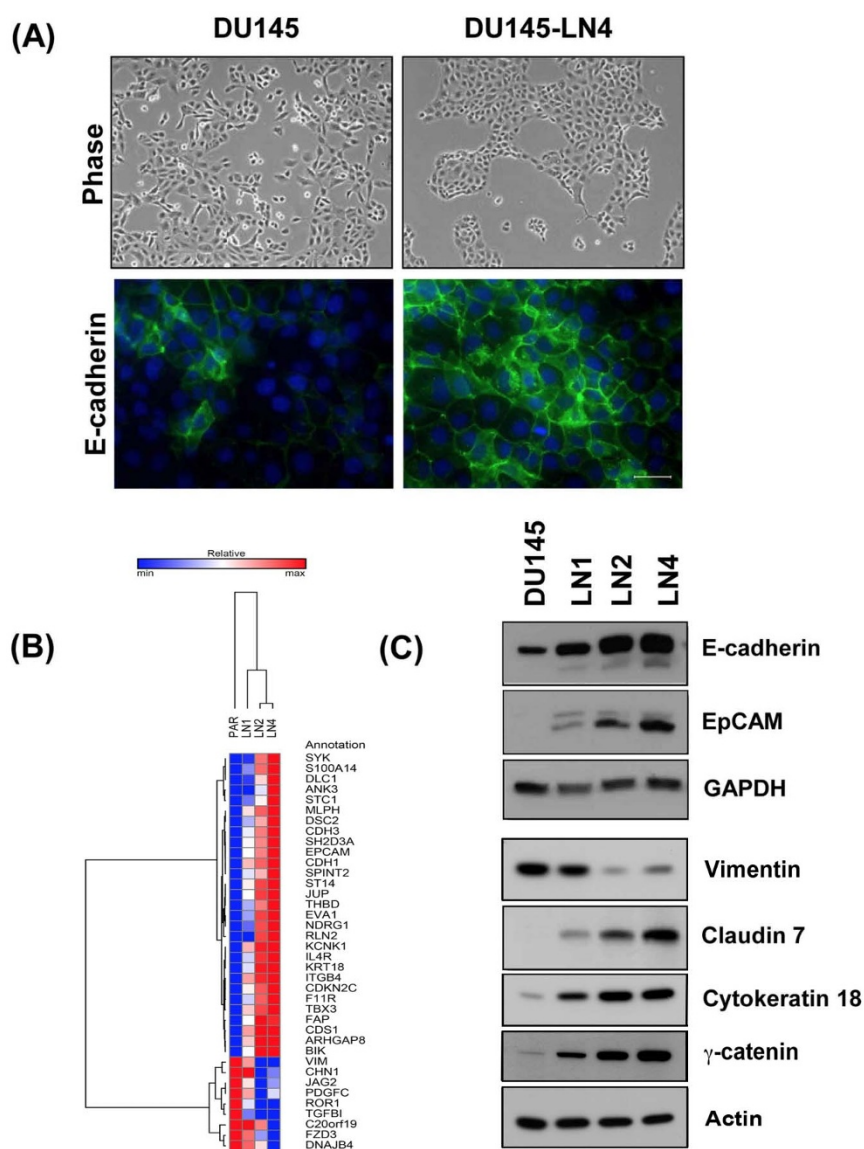 (A)
DU145
DU145-LN4
Phase
E-cadherin
(B)
Relative
min
max
PAR
LN1
LN2
LN4
Annotation
SYK
S100A14
DLC1
ANK3
STC1
MLPH
DSC2
CDH3
SH2D3A
EPCAM
CDH1
SPINT2
ST14
JUP
THBD
EVA1
NDRG1
RLN2
KCNK1
IL4R
KRT18
ITGB4
CDKN2C
F11R
TBX3
FAP
CDS1
ARHGAP8
BIK
VIM
CHN1
JAG2
PDGFC
ROR1
TGFBI
C20orf19
FZD3
DNAJB4
(C)
DU145
LN1
LN2
LN4
E-cadherin
EpCAM
GAPDH
Vimentin
Claudin 7
Cytokeratin 18
γ-catenin
Actin